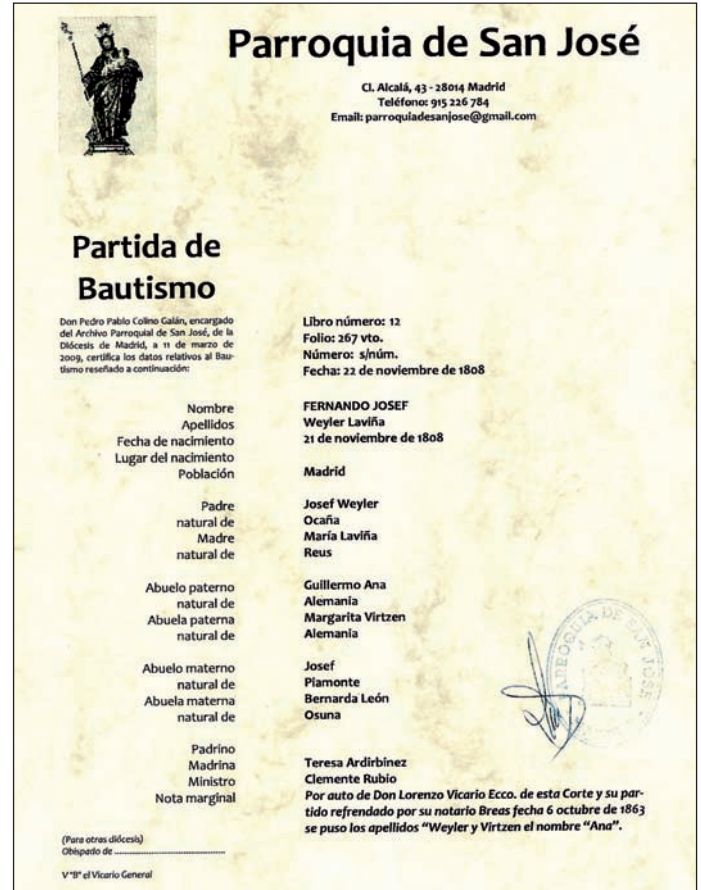 Parroquia de San José
Cl. Alcalá, 43 - 28014 Madrid
Teléfono: 915 226 784
Email: parroquiadesanjose@gmail.com
Partida de
Bautismo
Don Pedro Pablo Colino Galán, encargado
del Archivo Parroquial de San José, de la
Diócesis de Madrid, a 11 de marzo de
2009, certifica los datos relativos al Bau-
tismo reseñado a continuación:
Libro número: 12
Folio: 267 vto.
Número: s/núm.
Fecha: 22 de noviembre de 1808
Nombre FERNANDO JOSEF
Apellidos Weyler Laviña
Fecha de nacimiento 21 de noviembre de 1808
Lugar del nacimiento
Población Madrid
Padre Josef Weyler
natural de Ocaña
Madre María Laviña
natural de Reus
Abuelo paterno Guillermo Ana
natural de Alemania
Abuela paterna Margarita Virtzen
natural de Alemania
Abuelo materno Josef
natural de Piamonte
Abuela materna Bernarda León
natural de Osuna
Padrino
Madrina Teresa Ardirbinez
Ministro Clemente Rubio
Nota marginal Por auto de Don Lorenzo Vicario Ecco. de esta Corte y su par-
tido refrendado por su notario Breas fecha 6 octubre de 1863
se puso los apellidos "Weyler y Virtzen el nombre "Ana".
PARROQUIA DE SAN JOSE
(Para otras diócesis)
Obispado de
VºBº el Vicario General